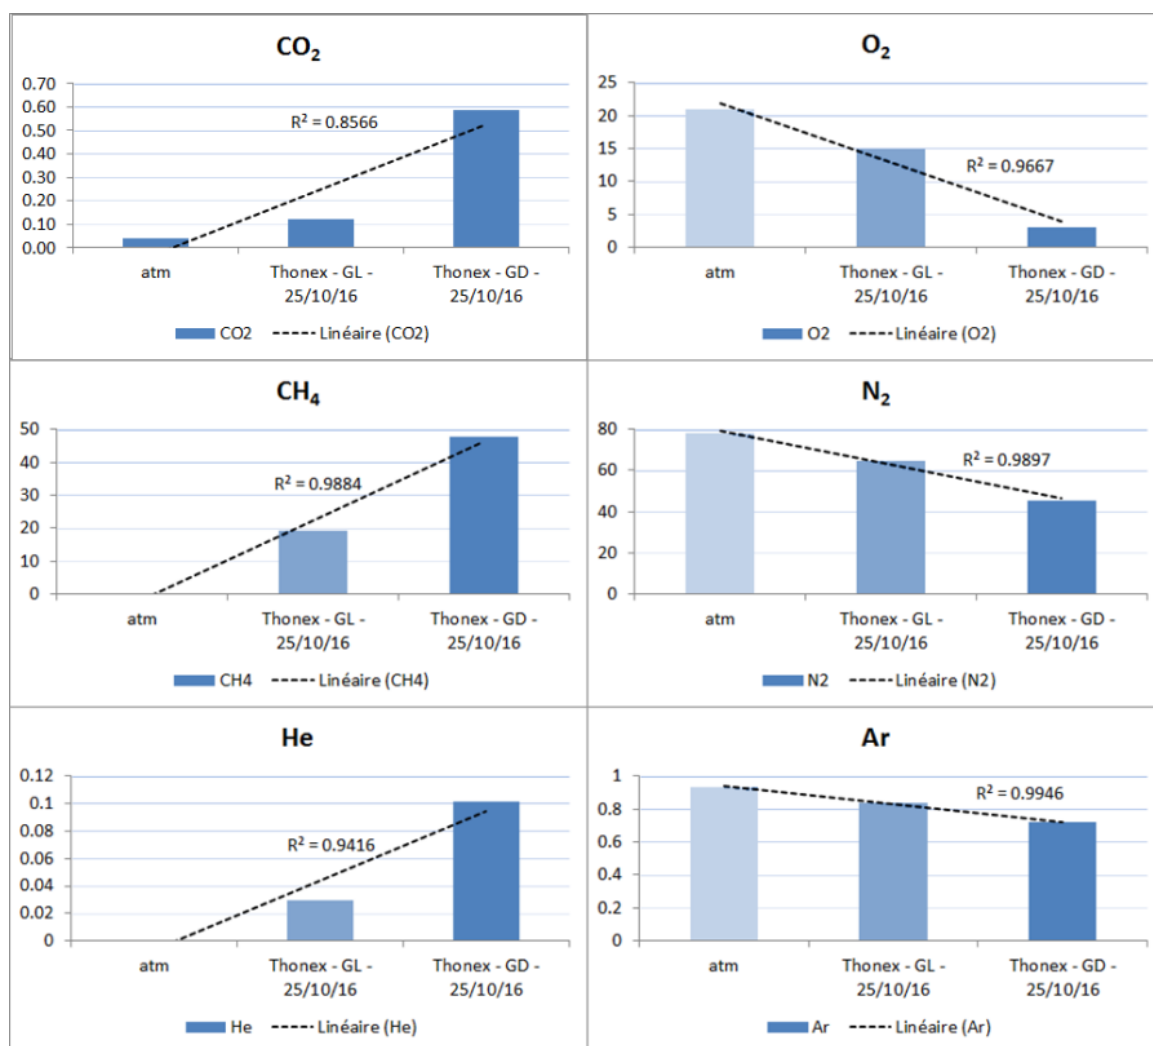 CO₂
0.70
0.60
0.50
0.40
0.30
0.20
0.10
0.00
R² = 0.8566
atm
Thonex - GL -
25/10/16
Thonex - GD -
25/10/16
CO2
Linéaire (CO2)
O₂
25
20
15
10
5
0
R² = 0.9667
atm
Thonex - GL -
25/10/16
Thonex - GD -
25/10/16
O2
Linéaire (O2)
CH₄
50
40
30
20
10
0
R² = 0.9884
atm
Thonex - GL -
25/10/16
Thonex - GD -
25/10/16
CH4
Linéaire (CH4)
N₂
80
60
40
20
0
R² = 0.9897
atm
Thonex - GL -
25/10/16
Thonex - GD -
25/10/16
N2
Linéaire (N2)
He
0.12
0.1
0.08
0.06
0.04
0.02
0
R² = 0.9416
atm
Thonex - GL -
25/10/16
Thonex - GD -
25/10/16
He
Linéaire (He)
Ar
1
0.8
0.6
0.4
0.2
0
R² = 0.9946
atm
Thonex - GL -
25/10/16
Thonex - GD -
25/10/16
Ar
Linéaire (Ar)